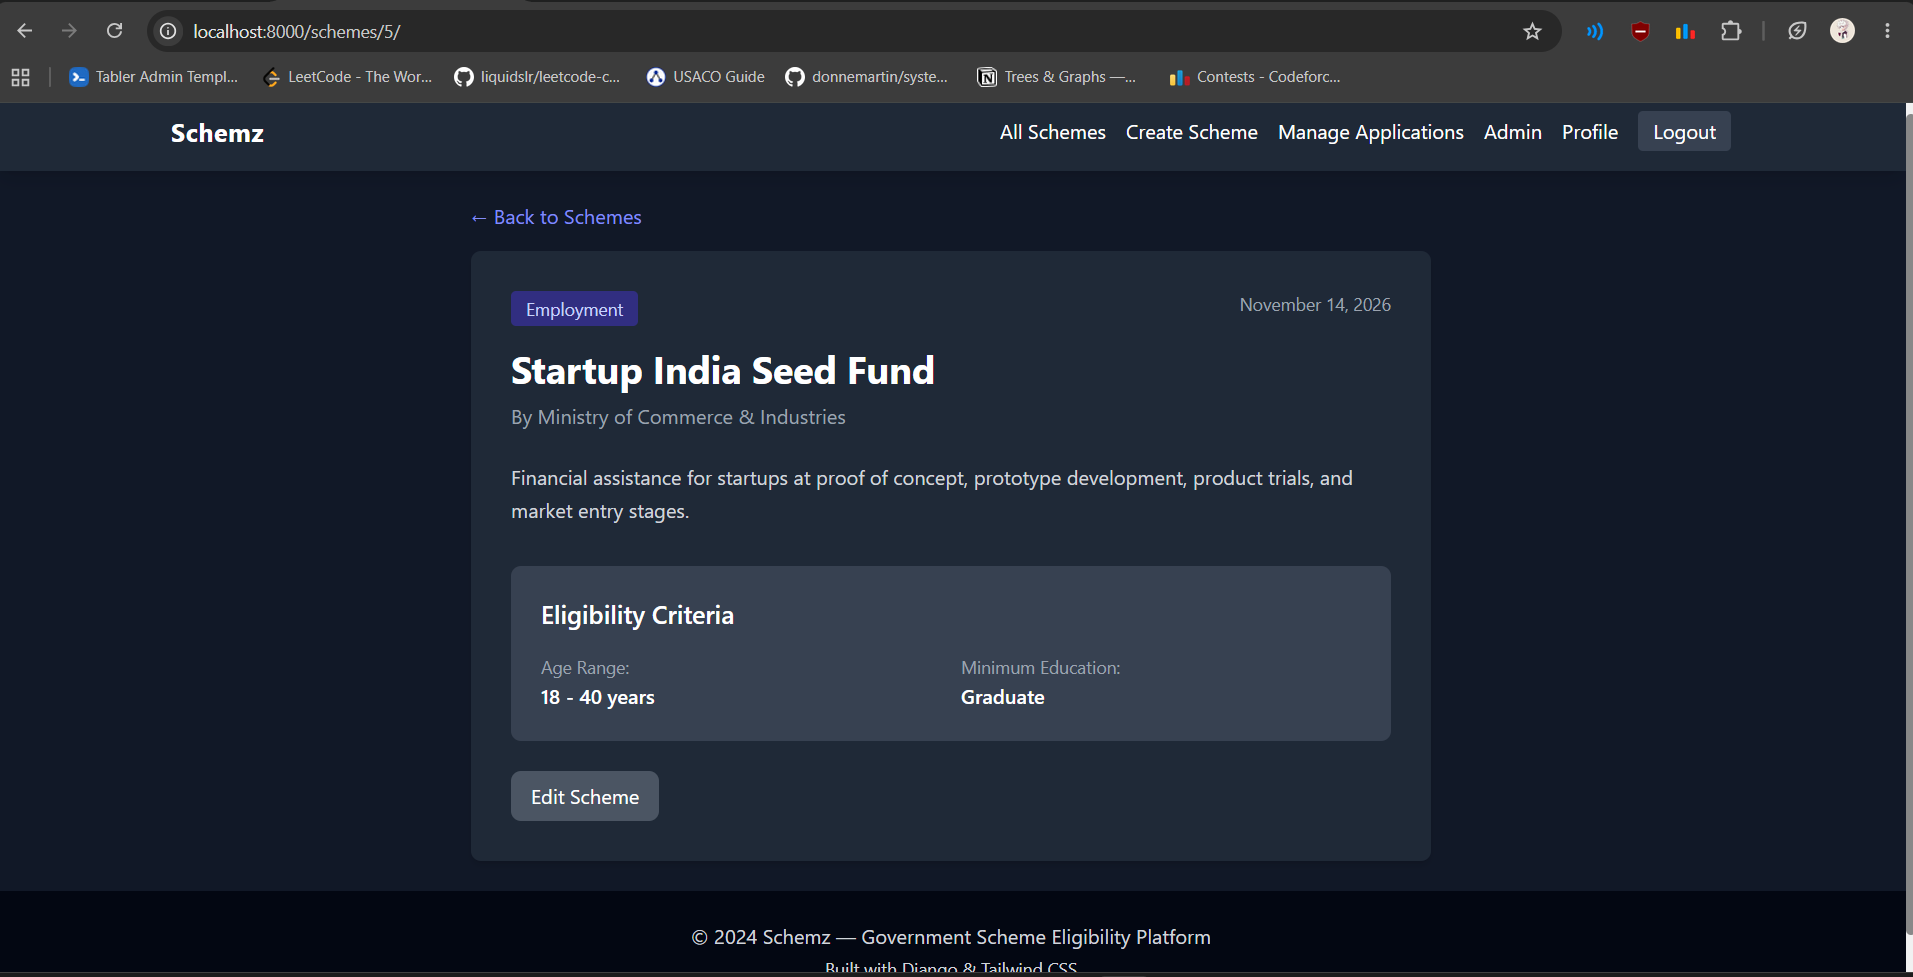 localhost:8000/schemes/5/
Tabler Admin Templ...
LeetCode - The Wor...
liquidslr/leetcode-c...
USACO Guide
donnemartin/syste...
Trees & Graphs —...
Contests - Codeforc...
Schemz
All Schemes
Create Scheme
Manage Applications
Admin
Profile
Logout
← Back to Schemes
Employment
November 14, 2026
Startup India Seed Fund
By Ministry of Commerce & Industries
Financial assistance for startups at proof of concept, prototype development, product trials, and
market entry stages.
Eligibility Criteria
Age Range:
18 - 40 years
Minimum Education:
Graduate
Edit Scheme
© 2024 Schemz — Government Scheme Eligibility Platform
Built with Django & Tailwind CSS